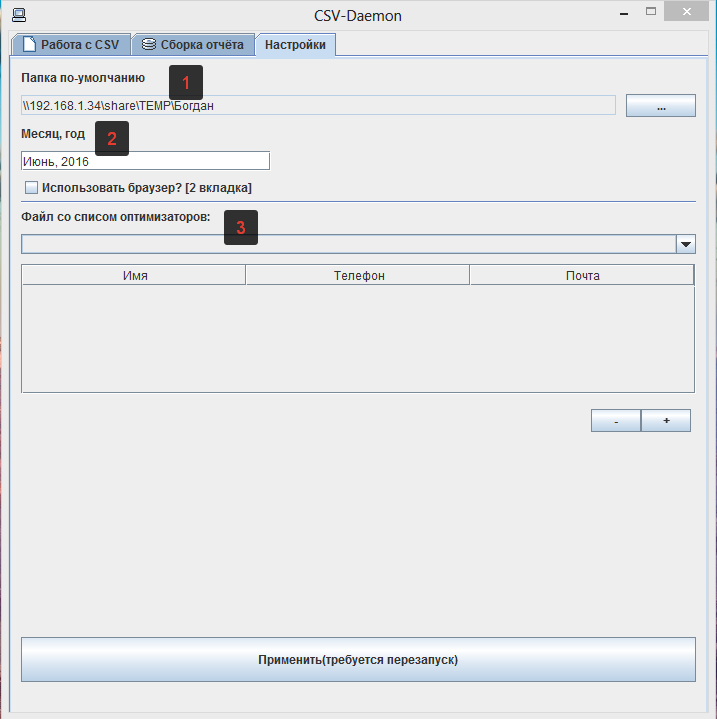 CSV-Daemon
Работа с CSV Сборка отчёта Настройки
Папка по-умолчанию 1
\\192.168.1.34\share\TEMP\Богдан ...
Месяц, год 2
Июнь, 2016
Использовать браузер? [2 вкладка]
Файл со список оптимизаторов: 3
Имя Телефон Почта
- +
Применить(требуется перезапуск)